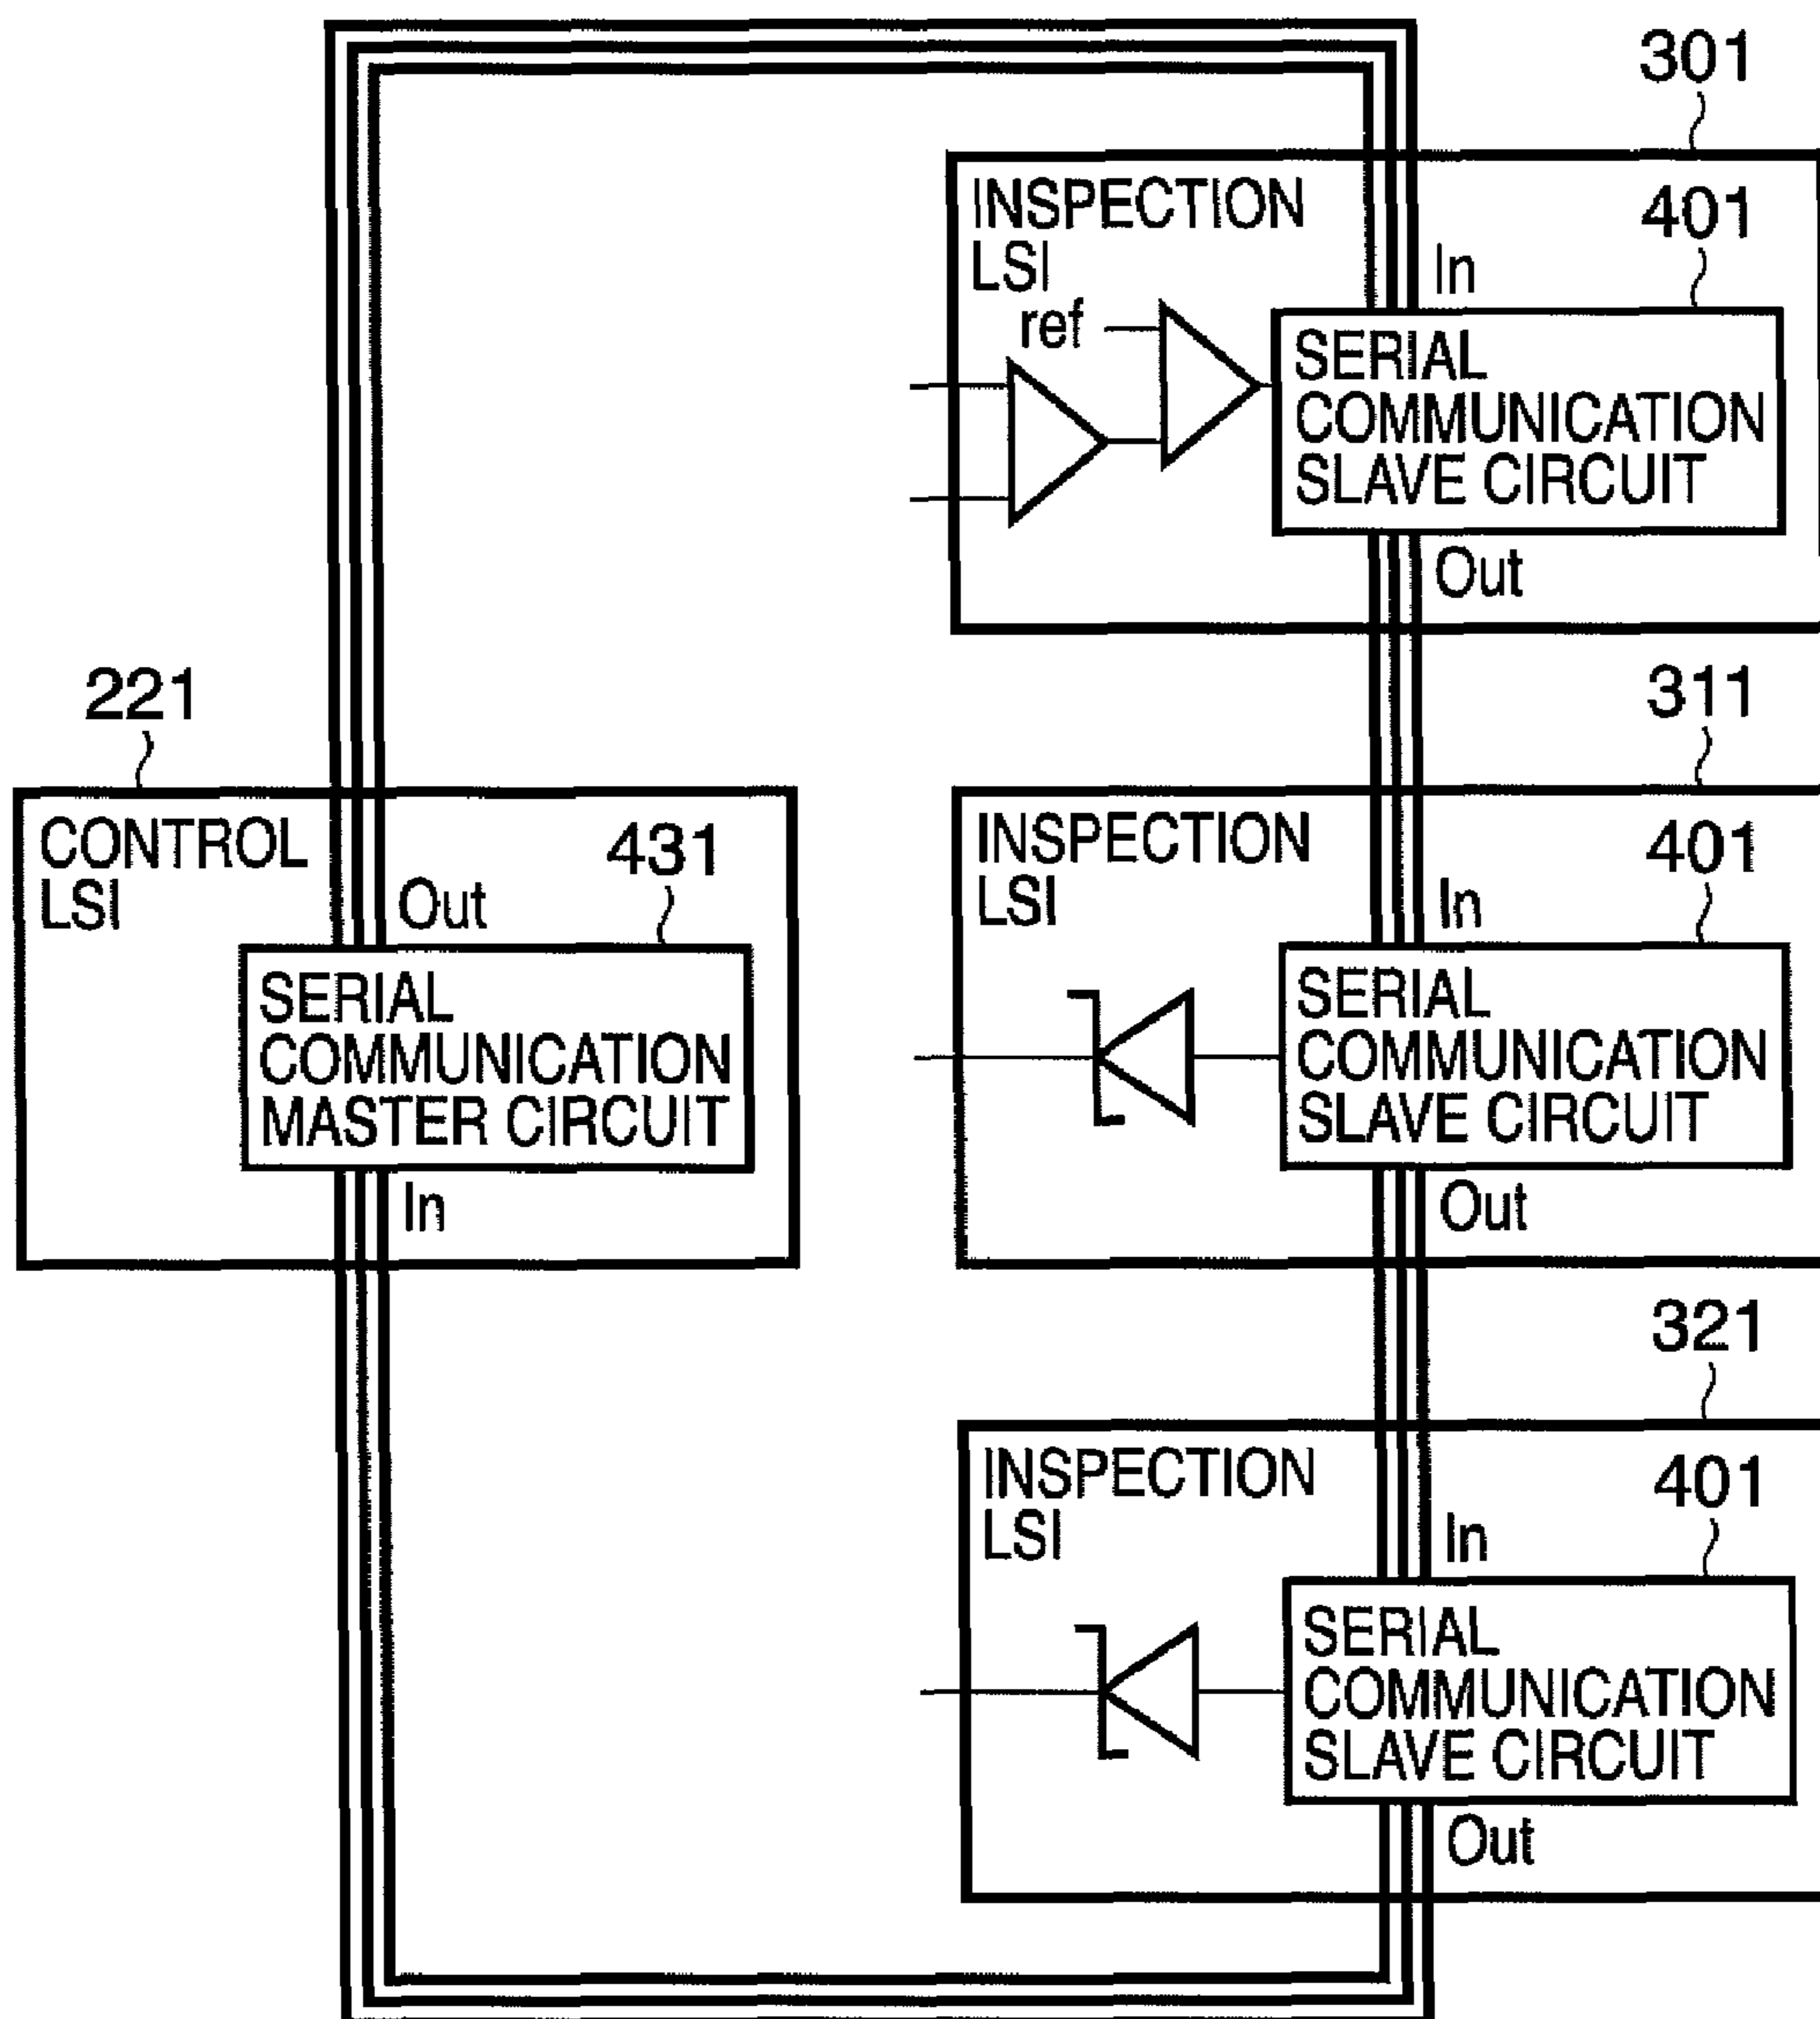 301
INSPECTION
LSI
401
In
ref
SERIAL
COMMUNICATION
SLAVE CIRCUIT
Out
221
CONTROL
LSI
431
Out
SERIAL
COMMUNICATION
MASTER CIRCUIT
In
311
INSPECTION
LSI
401
In
SERIAL
COMMUNICATION
SLAVE CIRCUIT
Out
321
INSPECTION
LSI
401
In
SERIAL
COMMUNICATION
SLAVE CIRCUIT
Out